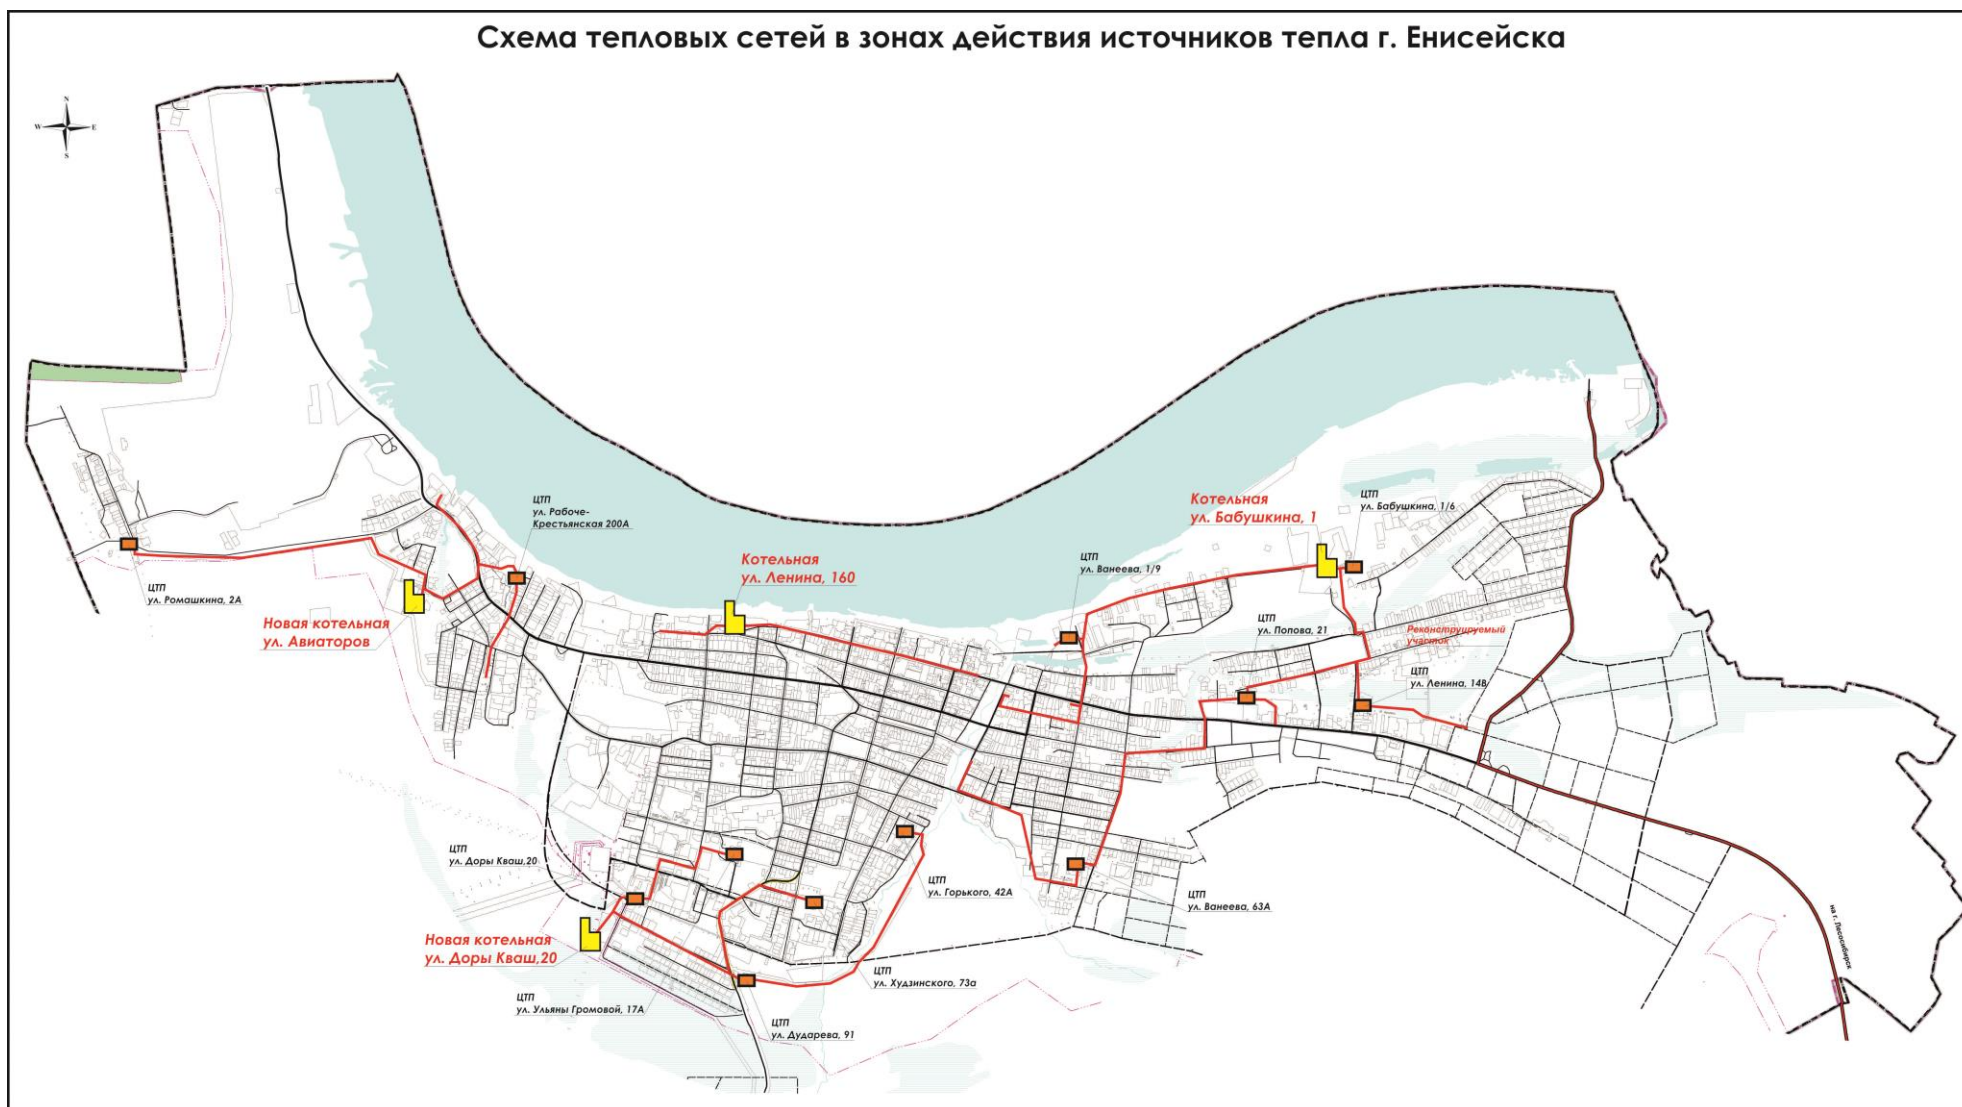 Схема тепловых сетей в зонах действия источников тепла г. Енисейска
N
W
E
S
ЦТП
ул. Рабоче-
Крестьянская 200А
Котельная
ул. Бабушкина, 1
ЦТП
ул. Бабушкина, 1/6
Котельная
ул. Ленина, 160
ЦТП
ул. Ванеева, 1/9
ЦТП
ул. Ромашкина, 2А
Новая котельная
ул. Авиаторов
ЦТП
ул. Попова, 21
Реконструируемый
участок
ЦТП
ул. Ленина, 14В
ЦТП
ул. Доры Кваш,20
ЦТП
ул. Горького, 42А
ЦТП
ул. Ванеева, 63А
Новая котельная
ул. Доры Кваш,20
ЦТП
ул. Худзинского, 73а
ЦТП
ул. Ульяны Громовой, 17А
ЦТП
ул. Дударева, 91
на г. Лесосибирск